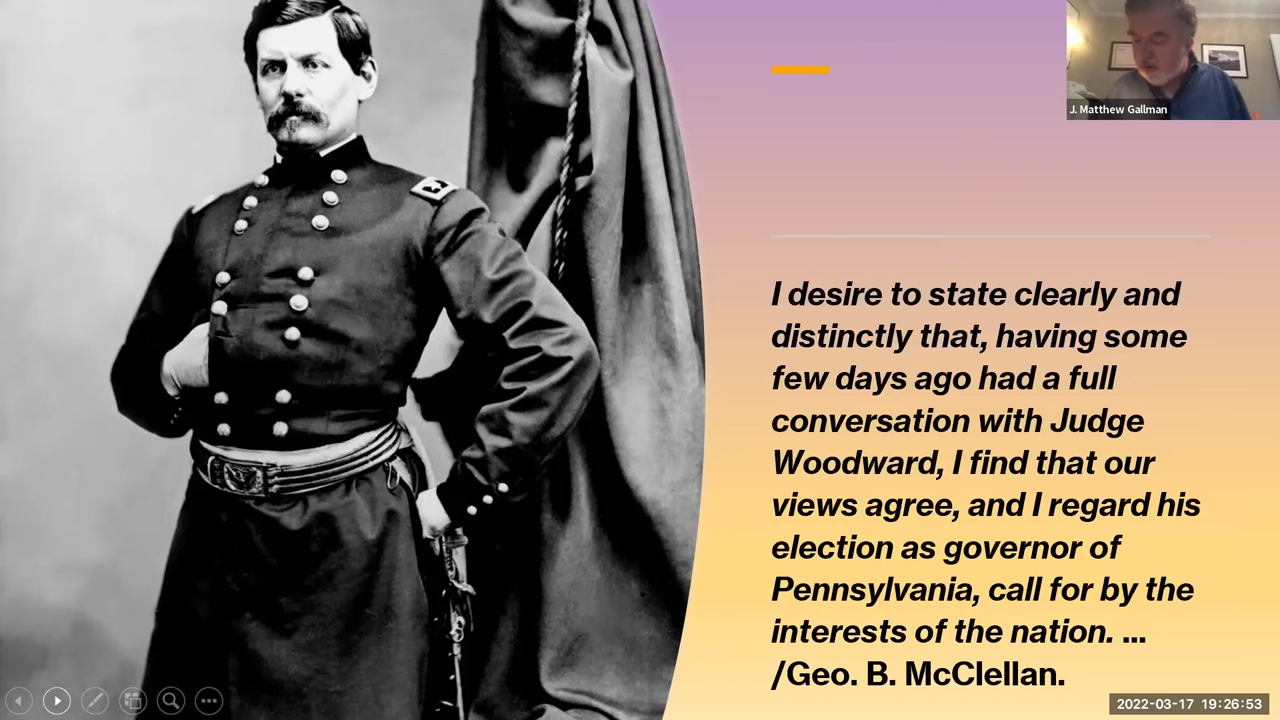 J. Matthew Gallman
I desire to state clearly and
distinctly that, having some
few days ago had a full
conversation with Judge
Woodward, I find that our
views agree, and I regard his
election as governor of
Pennsylvania, call for by the
interests of the nation. ...
/Geo. B. McClellan.
2022-03-17 19:26:53